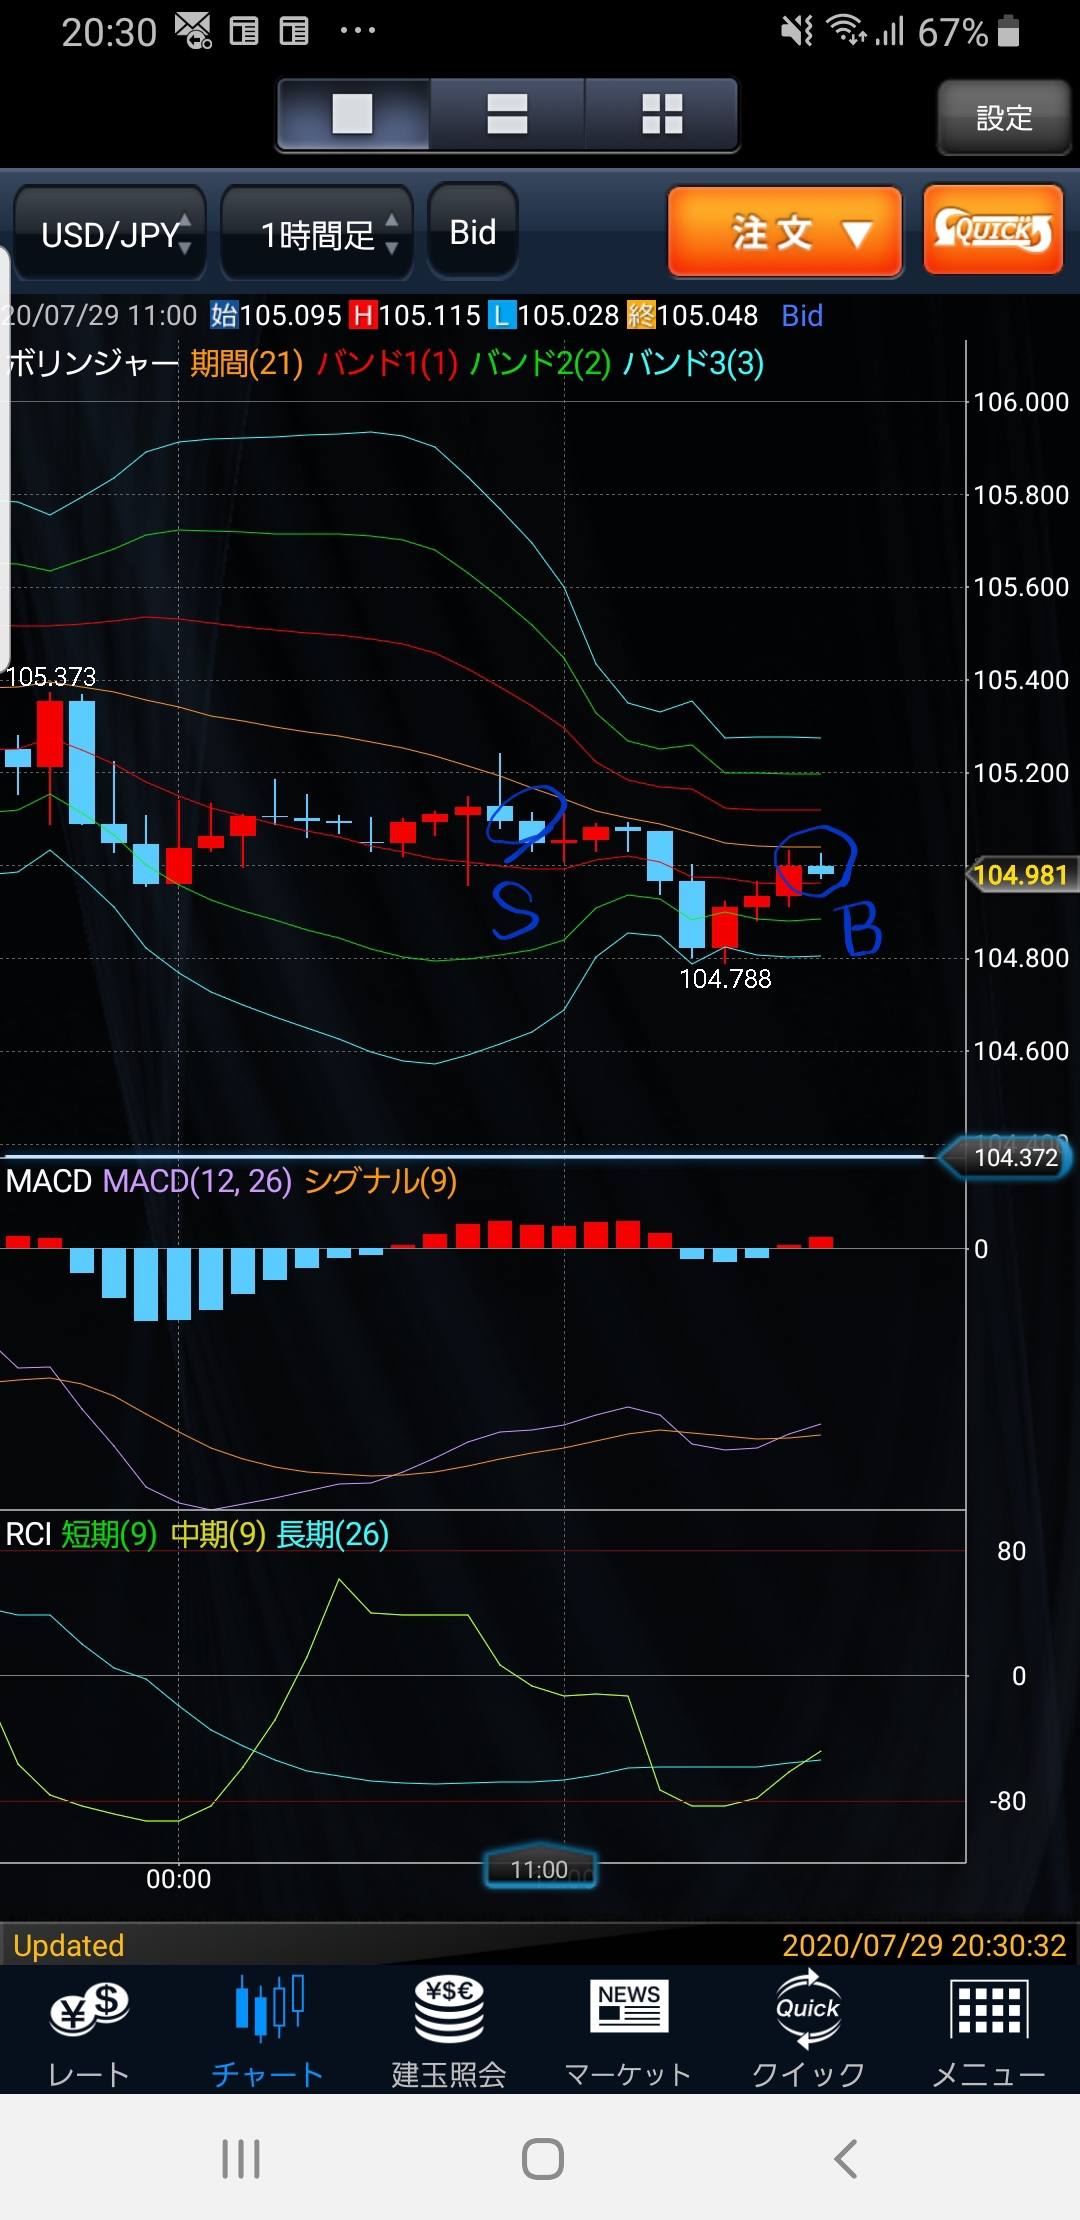 20:30 67%
設定
USD/JPY 1時間足 Bid 注文 ▼ QUICK
20/07/29 11:00 始105.095 H105.115 L105.028 終105.048 Bid
ボリンジャー 期間(21) バンド1(1) バンド2(2) バンド3(3)
106.000
105.800
105.600
105.400
105.373
105.200
104.981
S
B
104.800
104.788
104.600
104.400
104.372
MACD MACD(12, 26) シグナル(9)
0
RCI 短期(9) 中期(9) 長期(26)
80
0
-80
00:00 11:00
Updated 2020/07/29 20:30:32
¥$ ¥$€ NEWS Quick
レート チャート 建玉照会 マーケット クイック メニュー